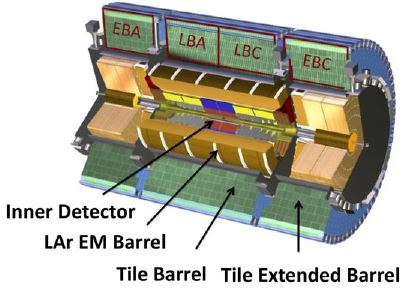 EBA
LBA
LBC
EBC
Inner Detector
LAr EM Barrel
Tile Barrel
Tile Extended Barrel